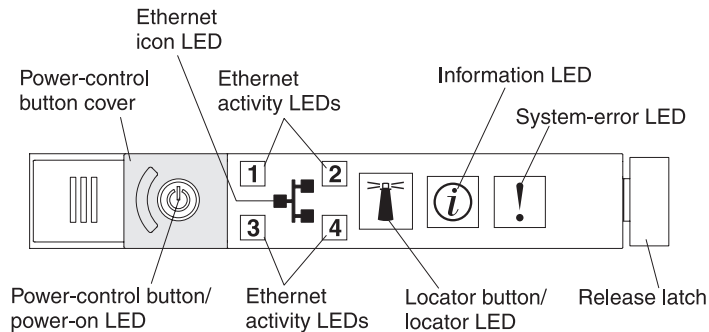 Ethernet
icon LED
Power-control
button cover
Ethernet
activity LEDs
Information LED
System-error LED
1
2
3
4
i
!
Power-control button/
power-on LED
Ethernet
activity LEDs
Locator button/
locator LED
Release latch